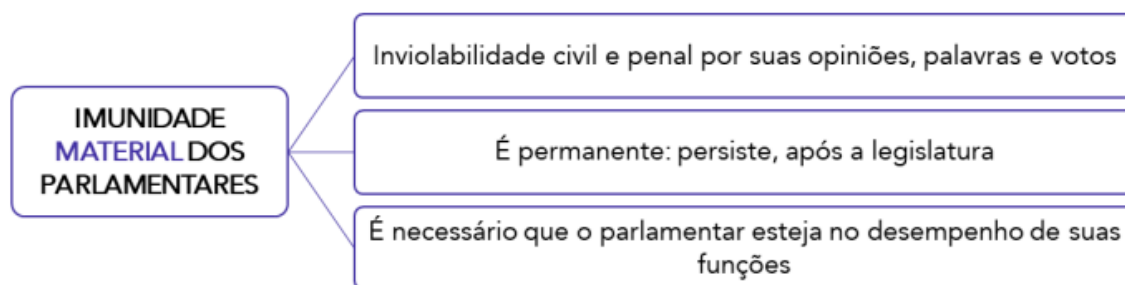 IMUNIDADE
MATERIAL DOS
PARLAMENTARES
Inviolabilidade civil e penal por suas opiniões, palavras e votos
É permanente: persiste, após a legislatura
É necessário que o parlamentar esteja no desempenho de suas
funções